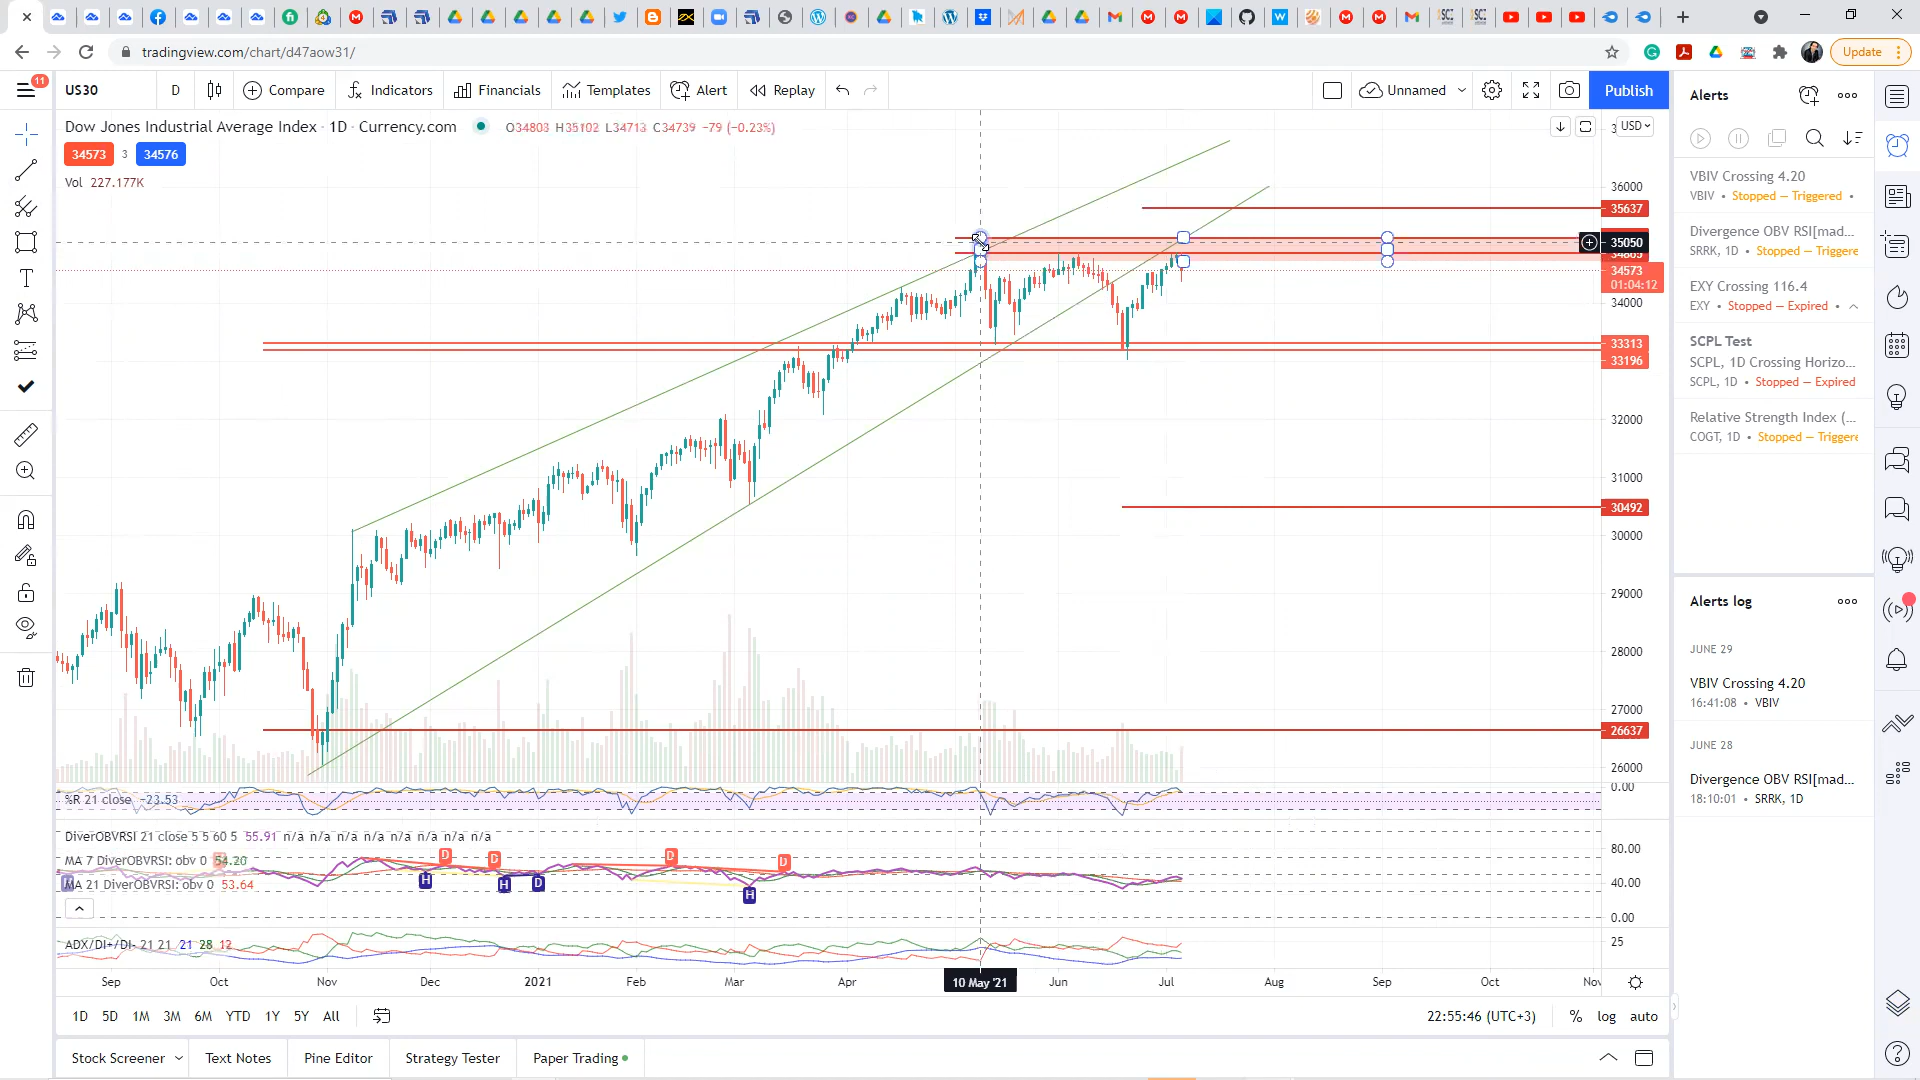 tradingview.com/chart/d47aow31/
Update
11
US30
D
Compare
Indicators
Financials
Templates
Alert
Replay
Unnamed
Publish
Dow Jones Industrial Average Index · 1D · Currency.com
O34808 H35102 L34713 C34739 −79 (−0.23%)
34573 3 34576
Vol 227.177K
USD
36000
35637
35050
34573
01:04:12
34000
33313
33196
32000
31000
30492
30000
29000
28000
27000
26637
26000
%R 21 close −23.53
0.00
DiverOBVRSI 21 close 5 5 60 5 55.91 n/a n/a n/a n/a n/a n/a n/a n/a
MA 7 DiverOBVRSI: obv 0 54.20
MA 21 DiverOBVRSI: obv 0 53.64
D D D D
H H D H
80.00
40.00
0.00
ADX/DI+/DI- 21 21 21 28 12
25
Sep Oct Nov Dec 2021 Feb Mar Apr 10 May '21 Jun Jul Aug Sep Oct Nov
1D 5D 1M 3M 6M YTD 1Y 5Y All
22:55:46 (UTC+3) % log auto
Stock Screener Text Notes Pine Editor Strategy Tester Paper Trading
Alerts
VBIV Crossing 4.20
VBIV • Stopped — Triggered •
Divergence OBV RSI[mad...
SRRK, 1D • Stopped — Triggere
EXY Crossing 116.4
EXY • Stopped — Expired •
SCPL Test
SCPL, 1D Crossing Horizo...
SCPL, 1D • Stopped — Expired
Relative Strength Index (...
COGT, 1D • Stopped — Triggere
Alerts log
JUNE 29
VBIV Crossing 4.20
16:41:08 • VBIV
JUNE 28
Divergence OBV RSI[mad...
18:10:01 • SRRK, 1D